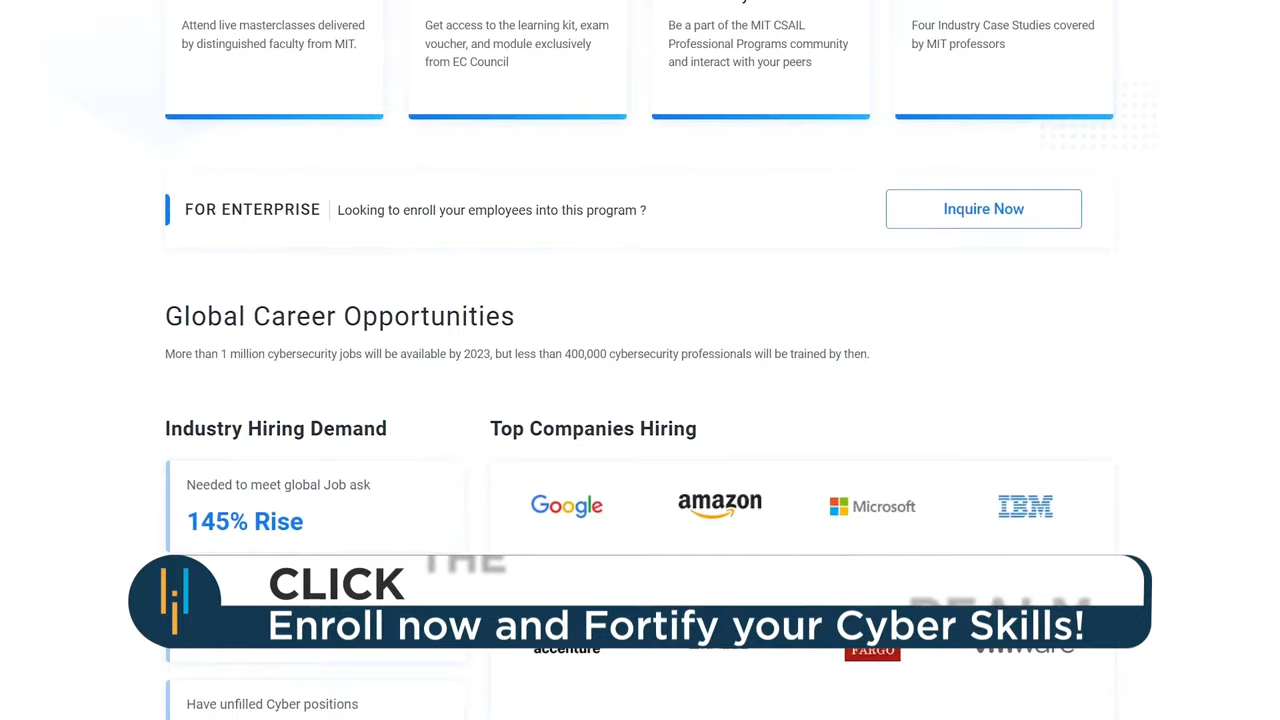 Attend live masterclasses delivered
by distinguished faculty from MIT.
Get access to the learning kit, exam
voucher, and module exclusively
from EC Council
Be a part of the MIT CSAIL
Professional Programs community
and interact with your peers
Four Industry Case Studies covered
by MIT professors
FOR ENTERPRISE Looking to enroll your employees into this program ?
Inquire Now
Global Career Opportunities
More than 1 million cybersecurity jobs will be available by 2023, but less than 400,000 cybersecurity professionals will be trained by then.
Industry Hiring Demand
Needed to meet global Job ask
145% Rise
Top Companies Hiring
Google amazon Microsoft IBM
THE
CLICK
Enroll now and Fortify your Cyber Skills!
accenture FARGO vmware
Have unfilled Cyber positions